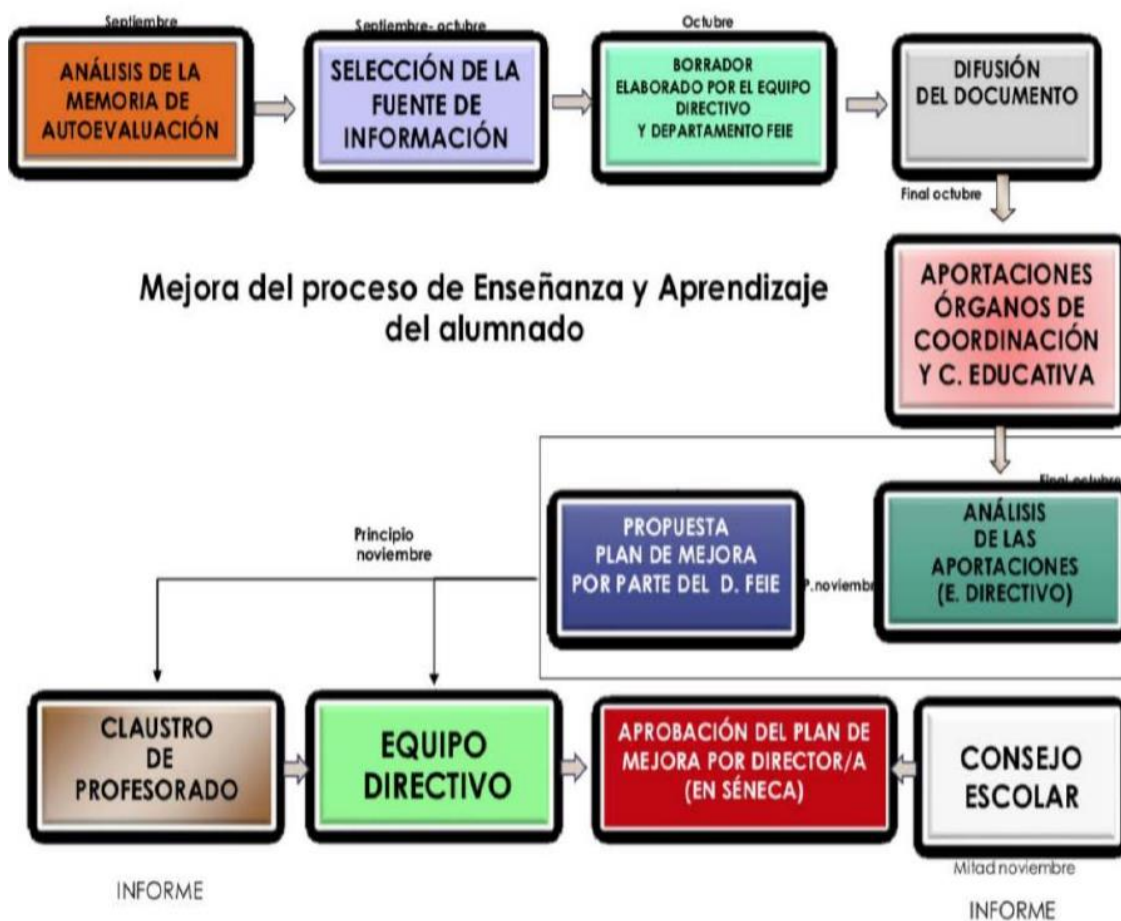 Septiembre
ANÁLISIS DE LA
MEMORIA DE
AUTOEVALUACIÓN
Septiembre- octubre
SELECCIÓN DE LA
FUENTE DE
INFORMACIÓN
Octubre
BORRADOR
ELABORADO POR EL EQUIPO
DIRECTIVO
Y DEPARTAMENTO FEIE
DIFUSIÓN
DEL DOCUMENTO
Final octubre
APORTACIONES
ÓRGANOS DE
COORDINACIÓN
Y C. EDUCATIVA
Mejora del proceso de Enseñanza y Aprendizaje
del alumnado
Final octubre
ANÁLISIS
DE LAS
APORTACIONES
(E. DIRECTIVO)
P.noviembre
PROPUESTA
PLAN DE MEJORA
POR PARTE DEL D. FEIE
Principio
noviembre
CLAUSTRO
DE
PROFESORADO
INFORME
EQUIPO
DIRECTIVO
APROBACIÓN DEL PLAN DE
MEJORA POR DIRECTOR/A
(EN SÉNECA)
CONSEJO
ESCOLAR
Mitad noviembre
INFORME